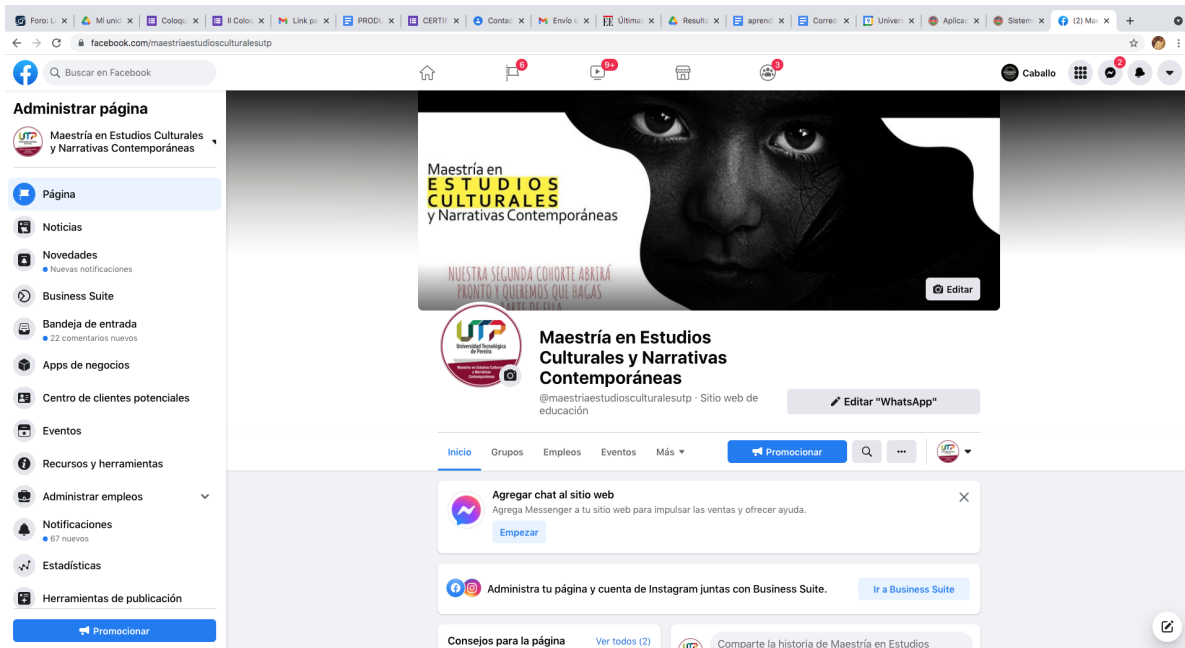 Foro: L
Mi unid
Coloqu
II Coloc
Link pa
PRODU
CERTIF
Contac
Envío c
Últimas
Resulta
aprend
Correo
Univers
Aplicac
Sistem
(2) Mae
facebook.com/maestriaestudiosculturalesutp
Buscar en Facebook
6
9+
3
Caballo
2
Administrar página
Maestría en Estudios Culturales
y Narrativas Contemporáneas
Página
Noticias
Novedades
Nuevas notificaciones
Business Suite
Bandeja de entrada
22 comentarios nuevos
Apps de negocios
Centro de clientes potenciales
Eventos
Recursos y herramientas
Administrar empleos
Notificaciones
67 nuevos
Estadísticas
Herramientas de publicación
Promocionar
Maestría en
ESTUDIOS
CULTURALES
y Narrativas Contemporáneas
NUESTRA SEGUNDA COHORTE ABRIRÁ
PRONTO Y QUEREMOS QUE HAGAS
PARTE DE ELLA
Editar
UTP
Universidad Tecnológica
de Pereira
Maestría en Estudios Culturales
y Narrativas
Contemporáneas
Maestría en Estudios
Culturales y Narrativas
Contemporáneas
@maestriaestudiosculturalesutp · Sitio web de
educación
Editar "WhatsApp"
Inicio
Grupos
Empleos
Eventos
Más
Promocionar
Agregar chat al sitio web
Agrega Messenger a tu sitio web para impulsar las ventas y ofrecer ayuda.
Empezar
Administra tu página y cuenta de Instagram juntas con Business Suite.
Ir a Business Suite
Consejos para la página
Ver todos (2)
Comparte la historia de Maestría en Estudios